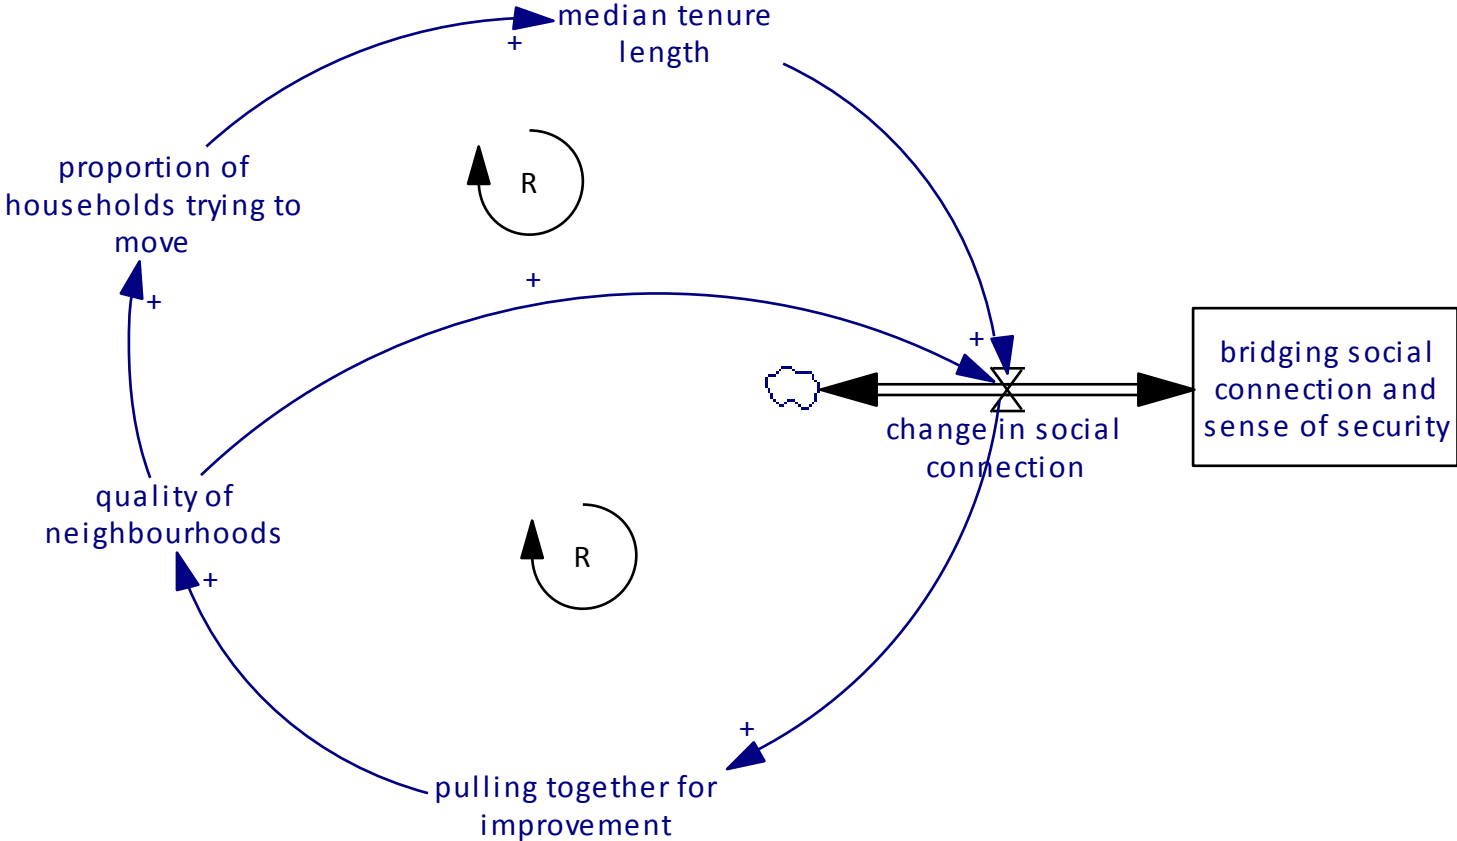 median tenure
length
+
proportion of
households trying to
move
R
+
+
+
bridging social
connection and
sense of security
change in social
connection
quality of
neighbourhoods
R
+
+
pulling together for
improvement